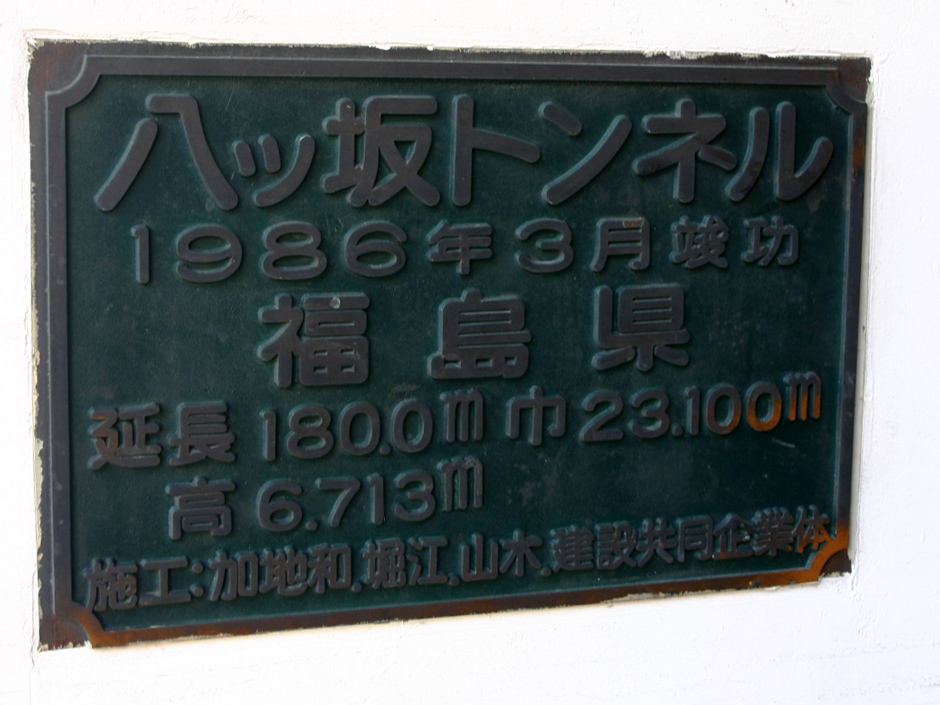 八ッ坂トンネル
1986年3月竣功
福島県
延長 180.0m 巾 23.100m
高 6.713m
施工:加地和,堀江,山木,建設共同企業体